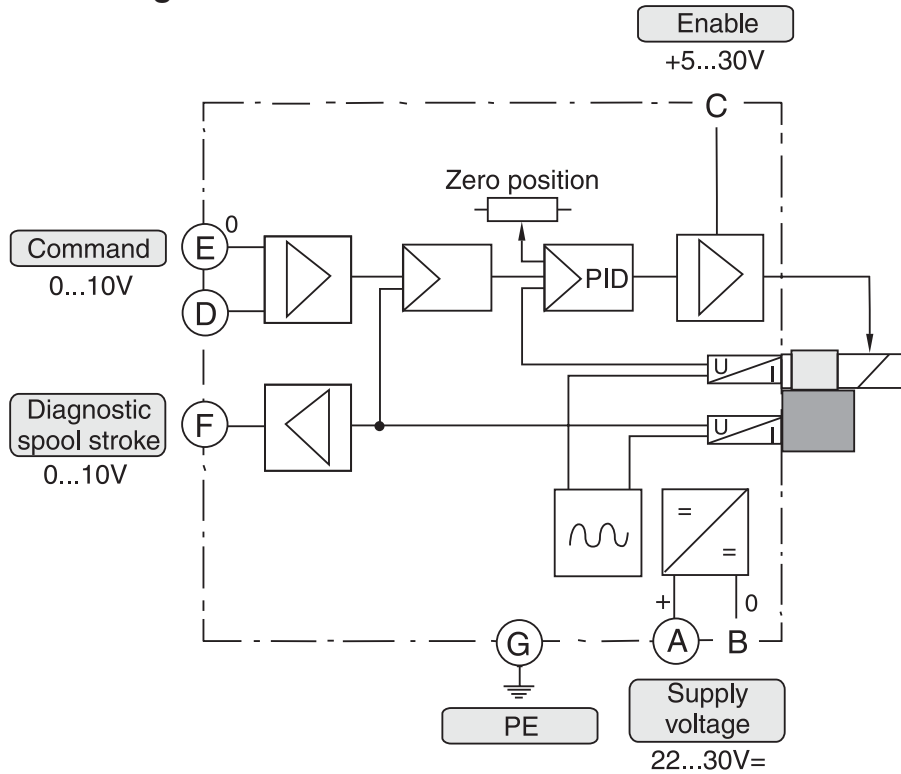 g
Enable
+5...30V
C
Zero position
E
0
Command
0...10V
PID
D
U
I
Diagnostic
spool stroke
F
0...10V
U
I
=
=
+
0
G
A
B
PE
Supply
voltage
22...30V=